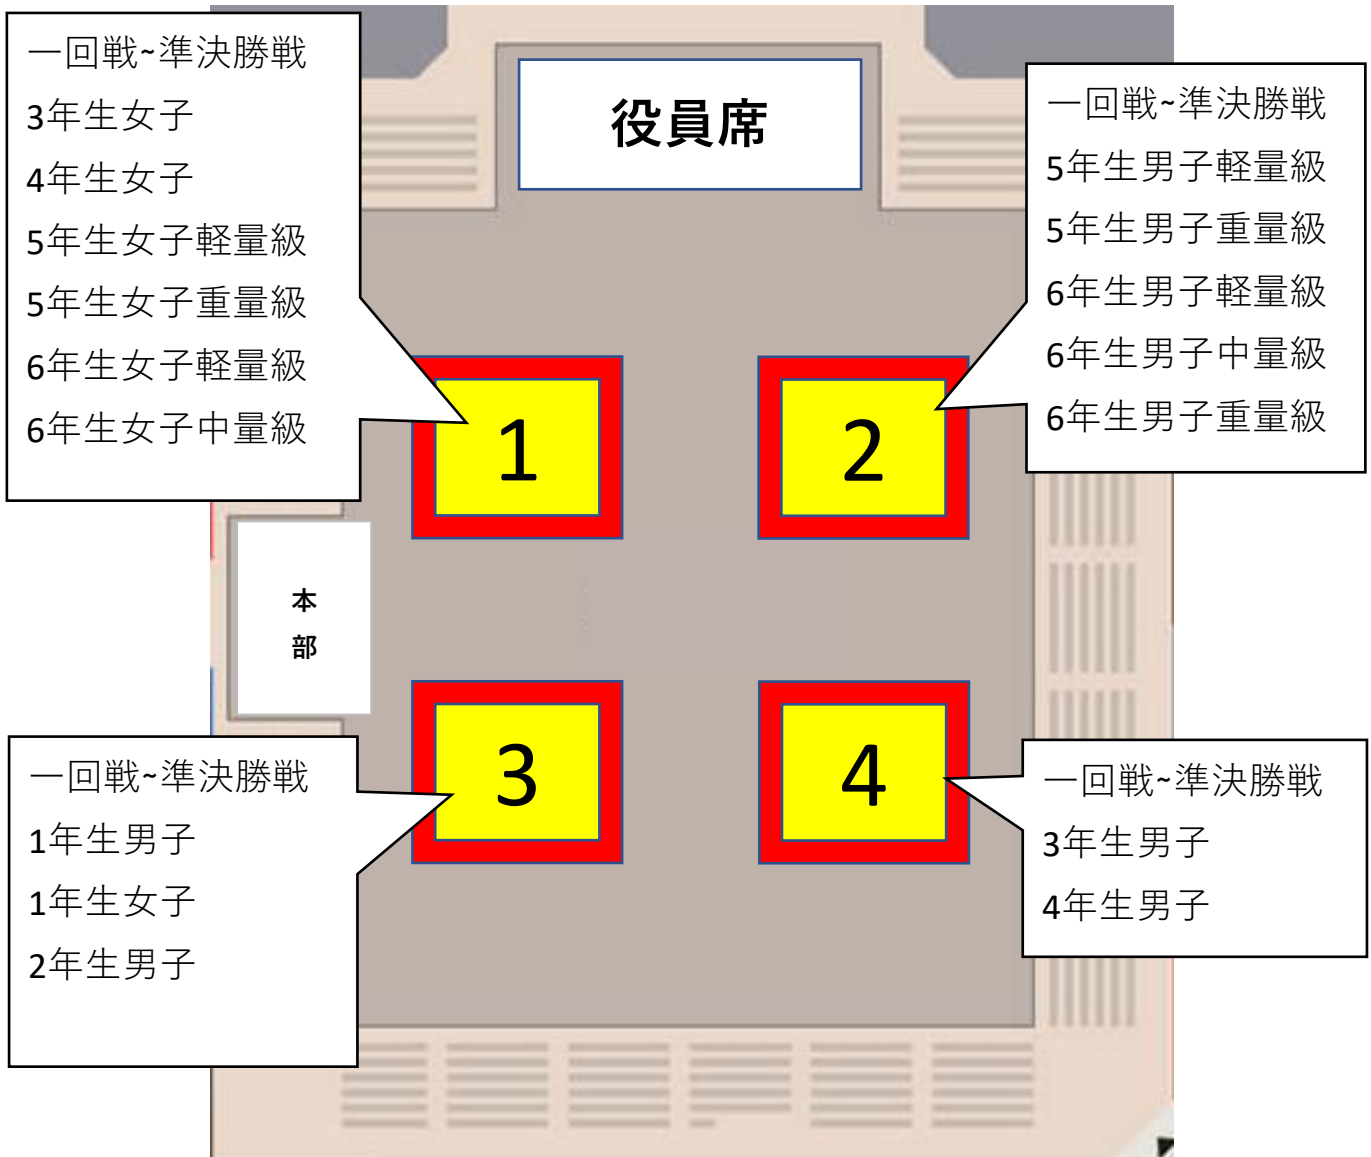 一回戦~準決勝戦
3年生女子
4年生女子
5年生女子軽量級
5年生女子重量級
6年生女子軽量級
6年生女子中量級
役員席
一回戦~準決勝戦
5年生男子軽量級
5年生男子重量級
6年生男子軽量級
6年生男子中量級
6年生男子重量級
1
2
本
部
3
4
一回戦~準決勝戦
1年生男子
1年生女子
2年生男子
一回戦~準決勝戦
3年生男子
4年生男子